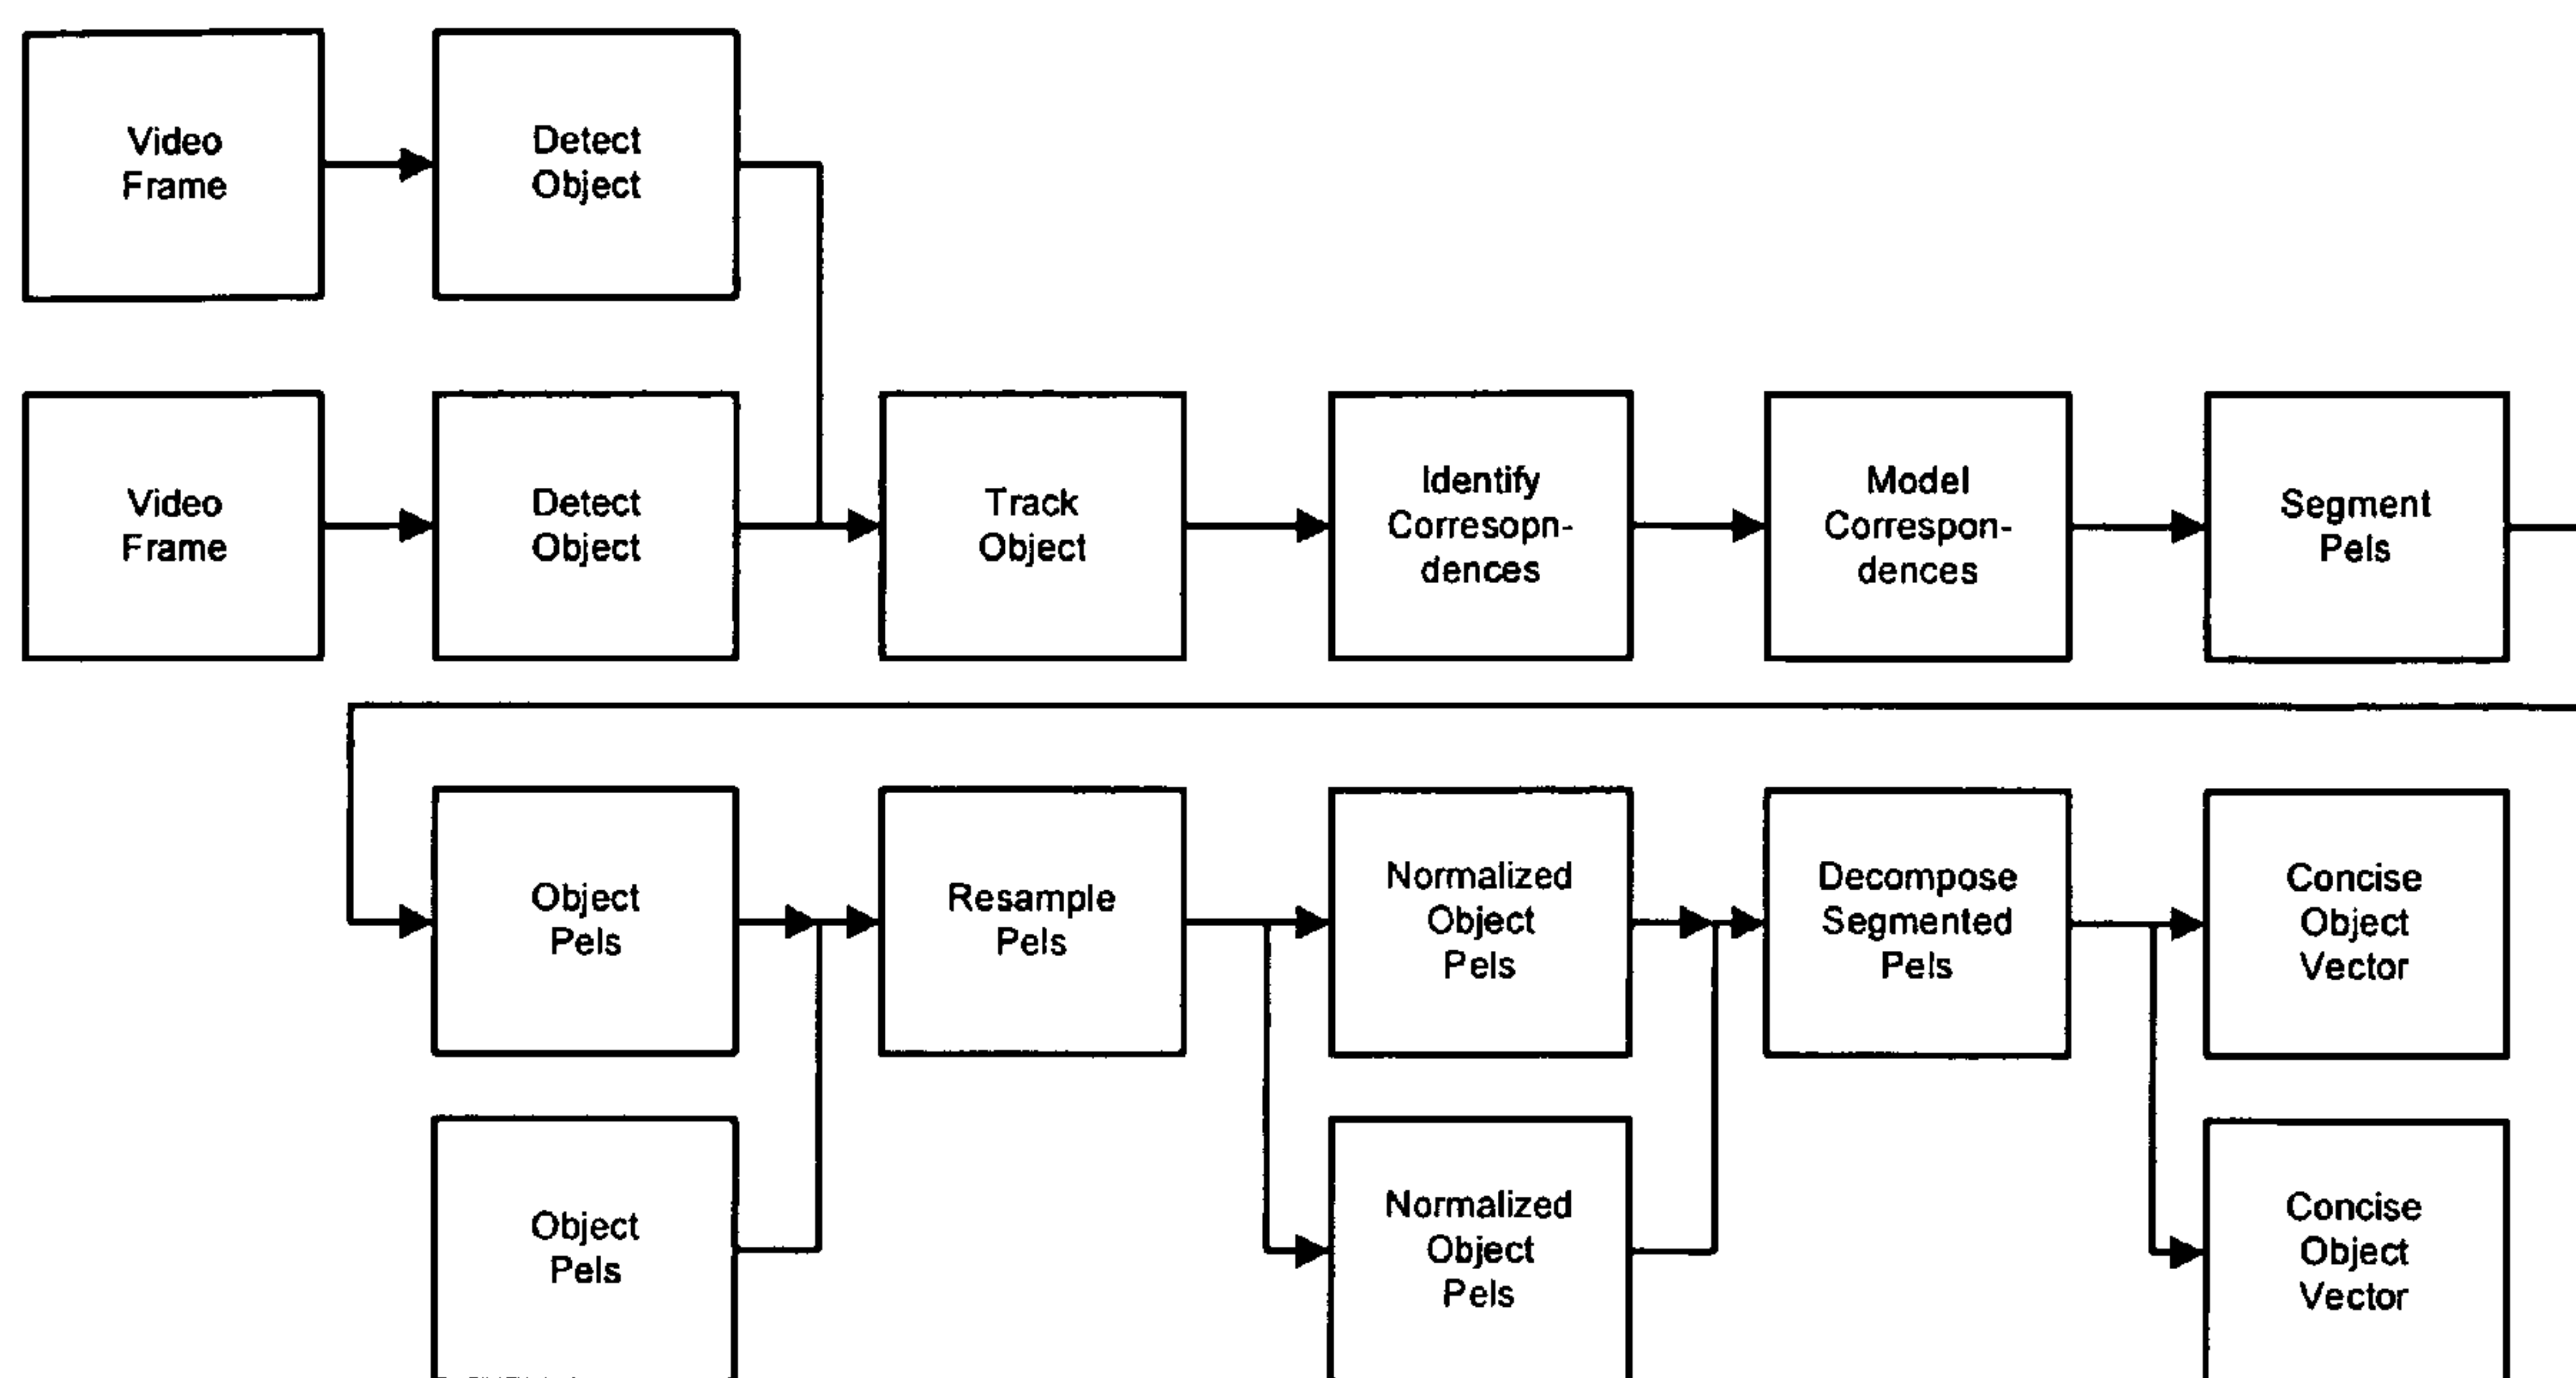 Video
Frame
Detect
Object
Video
Frame
Detect
Object
Track
Object
Identify
Corresopn-
dences
Model
Correspon-
dences
Segment
Pels
Object
Pels
Resample
Pels
Normalized
Object
Pels
Decompose
Segmented
Pels
Concise
Object
Vector
Object
Pels
Normalized
Object
Pels
Concise
Object
Vector